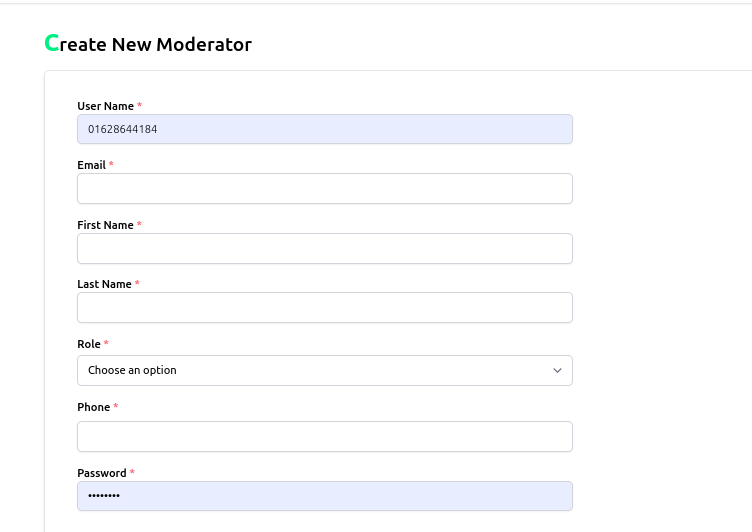 Create New Moderator
User Name *
01628644184
Email *
First Name *
Last Name *
Role *
Choose an option
Phone *
Password *
••••••••